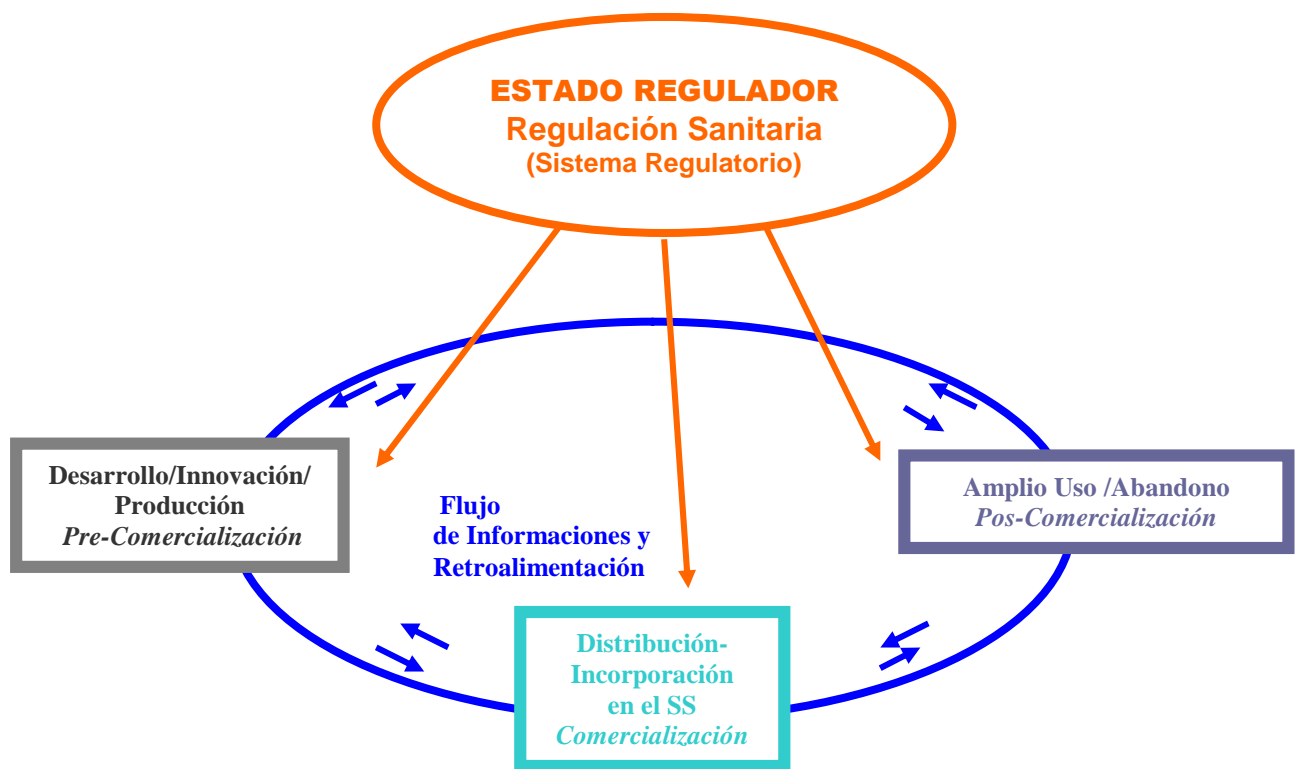 ESTADO REGULADOR
Regulación Sanitaria
(Sistema Regulatorio)
Desarrollo/Innovación/
Producción
Pre-Comercialización
Flujo
de Informaciones y
Retroalimentación
Amplio Uso /Abandono
Pos-Comercialización
Distribución-
Incorporación
en el SS
Comercialización